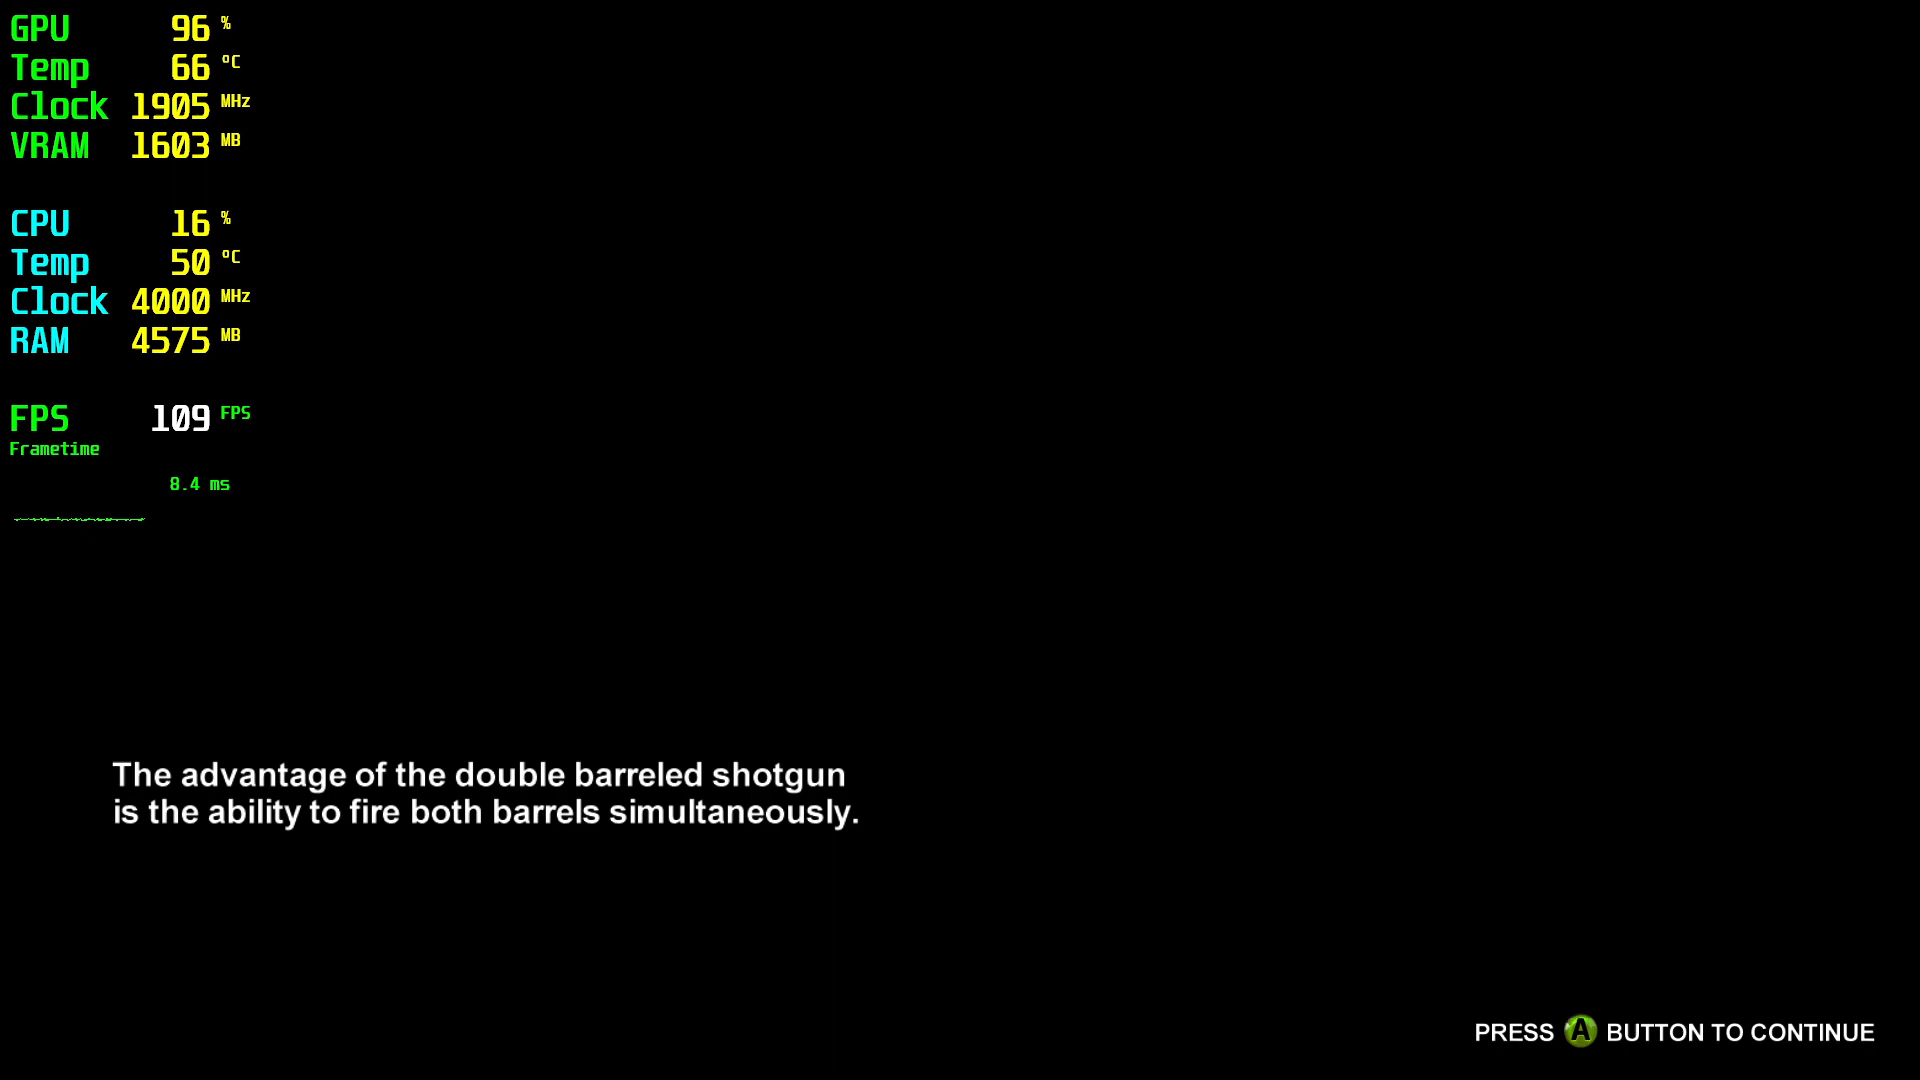 GPU 96 %
Temp 66 °C
Clock 1905 MHz
VRAM 1603 MB
CPU 16 %
Temp 50 °C
Clock 4000 MHz
RAM 4575 MB
FPS 109 FPS
Frametime
8.4 ms
The advantage of the double barreled shotgun
is the ability to fire both barrels simultaneously.
PRESS A BUTTON TO CONTINUE